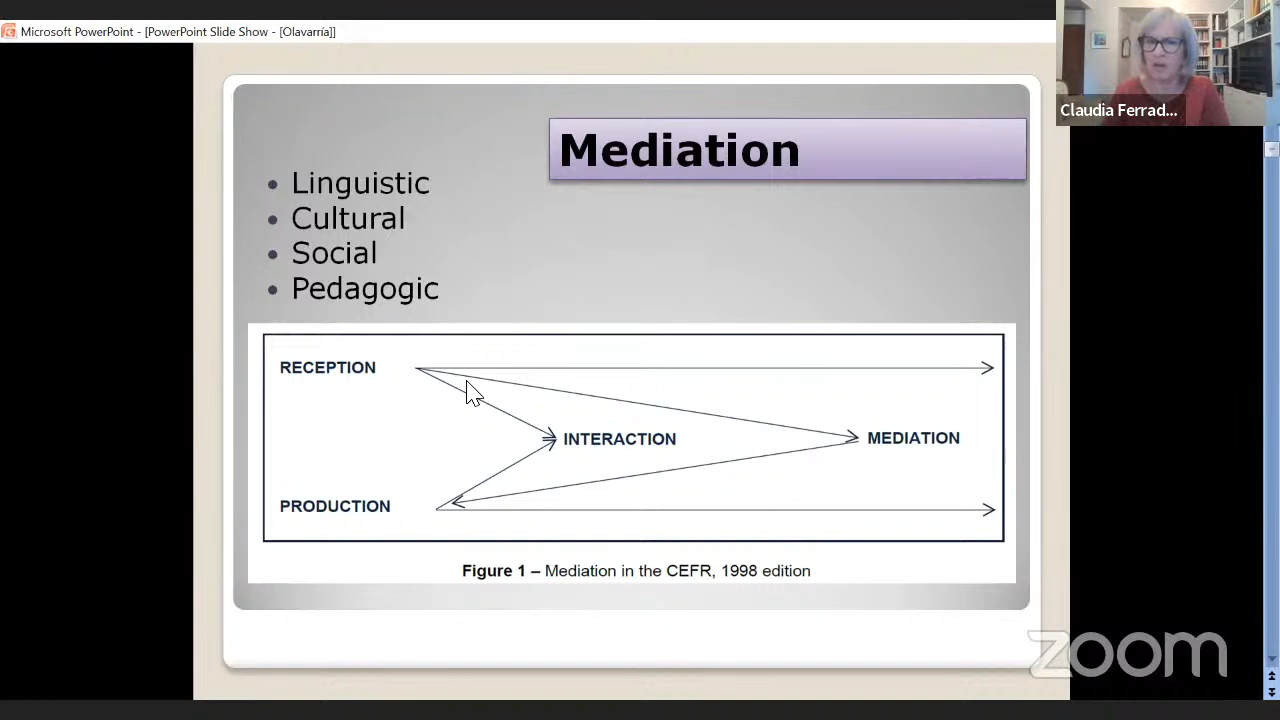 Microsoft PowerPoint - [PowerPoint Slide Show - [Olavarría]]
Claudia Ferrad...
Mediation
• Linguistic
• Cultural
• Social
• Pedagogic
RECEPTION
INTERACTION
MEDIATION
PRODUCTION
Figure 1 – Mediation in the CEFR, 1998 edition
zoom